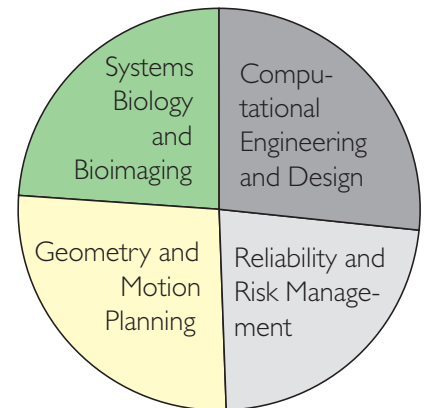 Systems
Biology
and
Bioimaging
Compu-
tational
Engineering
and Design
Geometry and
Motion
Planning
Reliability and
Risk Manage-
ment